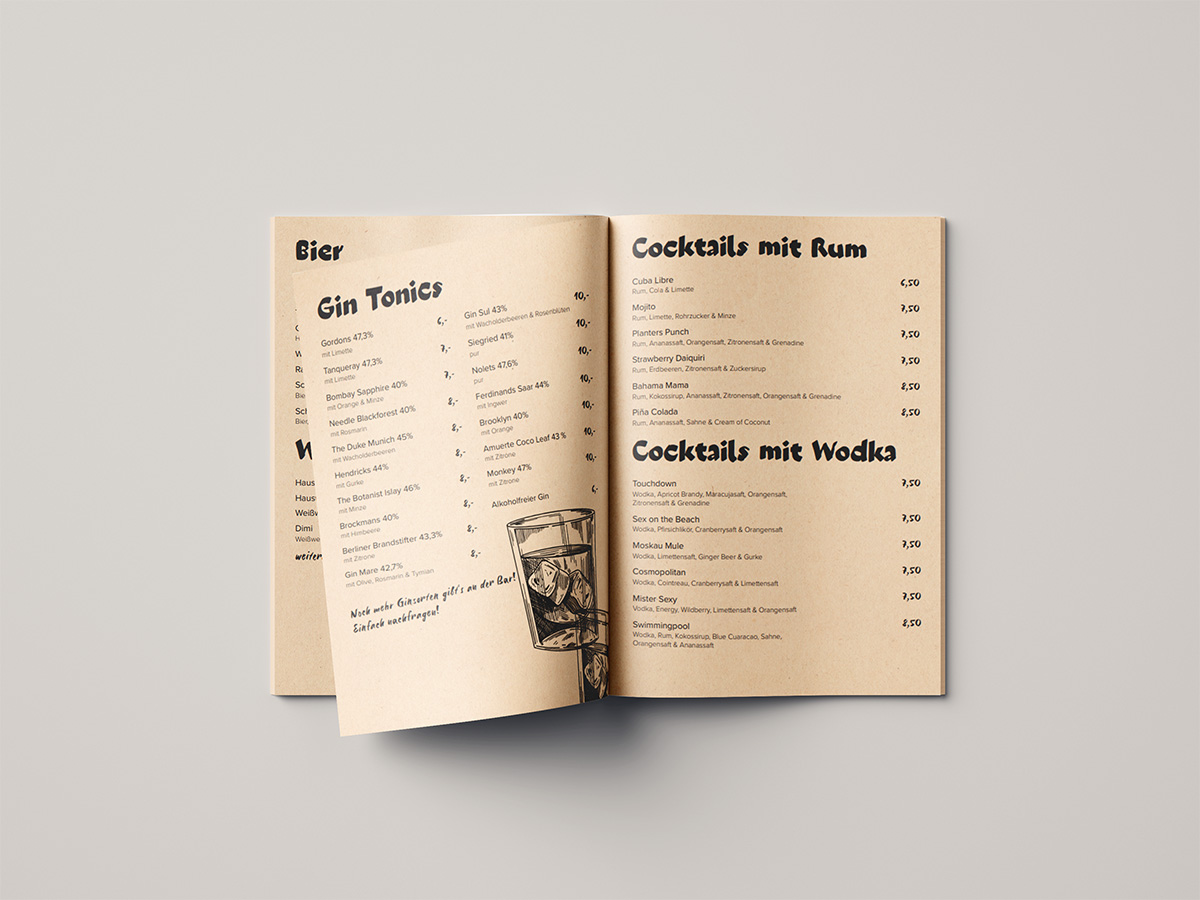 Bier
Sc
Bie
Sch
Bier,
W
Haus
Haus
Weißw
Dimi
Weißwe
weiter
Gin Tonics
Gordons 47,3% 6,-
mit Limette
Tanqueray 47,3% 7,-
mit Limette
Bombay Sapphire 40% 7,-
mit Orange & Minze
Needle Blackforest 40% 8,-
mit Rosmarin
The Duke Munich 45% 8,-
mit Wacholderbeeren
Hendricks 44% 8,-
mit Gurke
The Botanist Islay 46% 8,-
mit Minze
Brockmans 40% 8,-
mit Himbeere
Berliner Brandstifter 43,3% 8,-
mit Zitrone
Gin Mare 42,7% 8,-
mit Olive, Rosmarin & Tymian
Gin Sul 43% 10,-
mit Wacholderbeeren & Rosenblüten
Siegried 41% 10,-
pur
Nolets 47,6% 10,-
pur
Ferdinands Saar 44% 10,-
mit Ingwer
Brooklyn 40% 10,-
mit Orange
Amuerte Coco Leaf 43 % 10,-
mit Zitrone
Monkey 47% 10,-
mit Zitrone
Alkoholfreier Gin 6,-
Noch mehr Ginsorten gibt's an der Bar!
Einfach nachfragen!
Cocktails mit Rum
Cuba Libre 6,50
Rum, Cola & Limette
Mojito 7,50
Rum, Limette, Rohrzucker & Minze
Planters Punch 7,50
Rum, Ananassaft, Orangensaft, Zitronensaft & Grenadine
Strawberry Daiquiri 7,50
Rum, Erdbeeren, Zitronensaft & Zuckersirup
Bahama Mama 8,50
Rum, Kokossirup, Ananassaft, Zitronensaft, Orangensaft & Grenadine
Piña Colada 8,50
Rum, Ananassaft, Sahne & Cream of Coconut
Cocktails mit Wodka
Touchdown 7,50
Wodka, Apricot Brandy, Maracujasaft, Orangensaft,
Zitronensaft & Grenadine
Sex on the Beach 7,50
Wodka, Pfirsichlikör, Cranberrysaft & Orangensaft
Moskau Mule 7,50
Wodka, Limettensaft, Ginger Beer & Gurke
Cosmopolitan 7,50
Wodka, Cointreau, Cranberrysaft & Limettensaft
Mister Sexy 7,50
Vodka, Energy, Wildberry, Limettensaft & Orangensaft
Swimmingpool 8,50
Wodka, Rum, Kokossirup, Blue Cuaracao, Sahne,
Orangensaft & Ananassaft